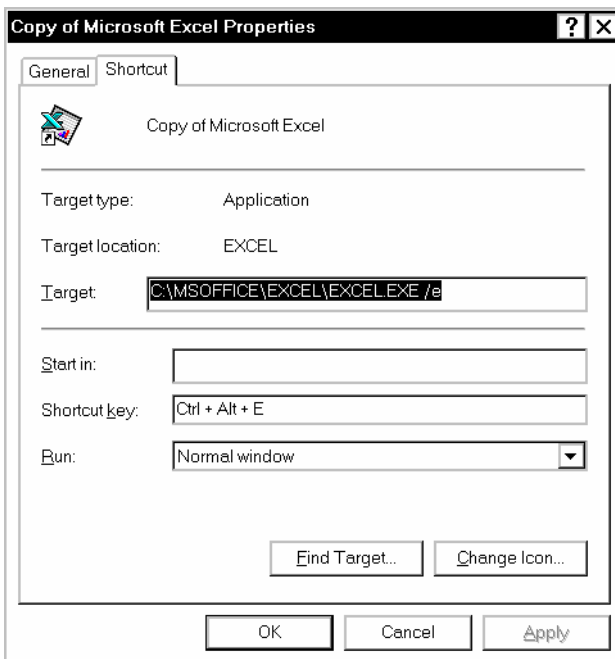 Copy of Microsoft Excel Properties
General Shortcut
Copy of Microsoft Excel
Target type: Application
Target location: EXCEL
Target: C:\MSOFFICE\EXCEL\EXCEL.EXE /e
Start in:
Shortcut key: Ctrl + Alt + E
Run: Normal window
Find Target... Change Icon...
OK Cancel Apply